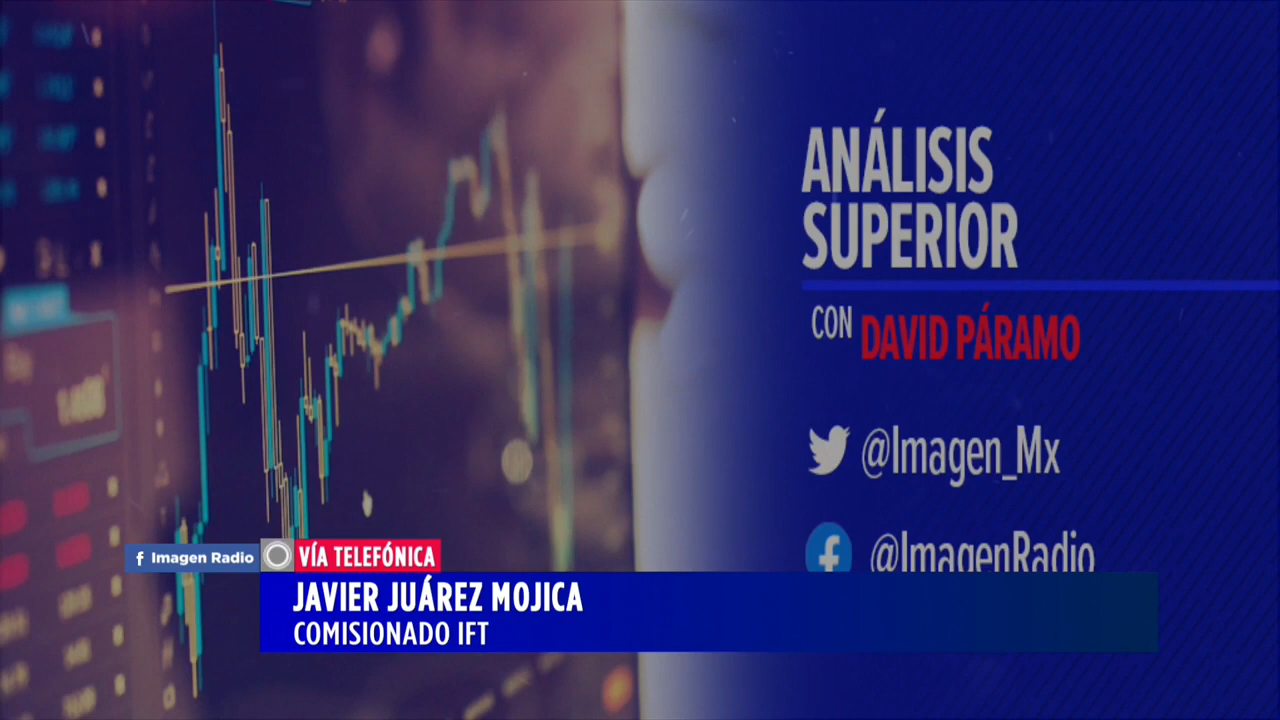 ANÁLISIS
SUPERIOR
CON DAVID PÁRAMO
@Imagen_Mx
@ImagenRadio
f Imagen Radio
VÍA TELEFÓNICA
JAVIER JUÁREZ MOJICA
COMISIONADO IFT